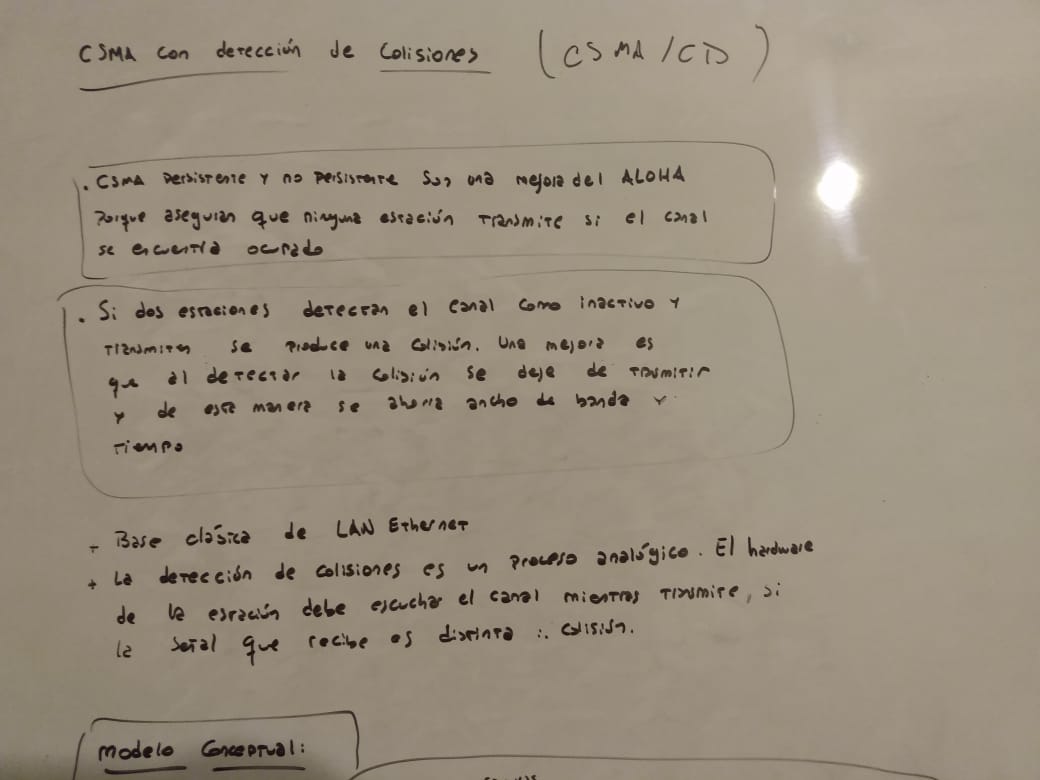 CSMA con detección de Colisiones (CSMA/CD)
. CSMA Persistente y no Persistente Son una mejora del ALOHA
Porque aseguran que ninguna estación Transmite si el canal
se encuentra ocupado
. Si dos estaciones detectan el canal como inactivo y
Transmiten se produce una colisión. Una mejora es
que al detectar la colisión se deje de trasmitir
y de esta manera se ahorra ancho de banda y
Tiempo
+ Base clásica de LAN Ethernet
+ La detección de colisiones es un proceso analógico. El hardware
de la estación debe escuchar el canal mientras transmite, si
la señal que recibe es distinta ∴ colisión.
Modelo Conceptual: